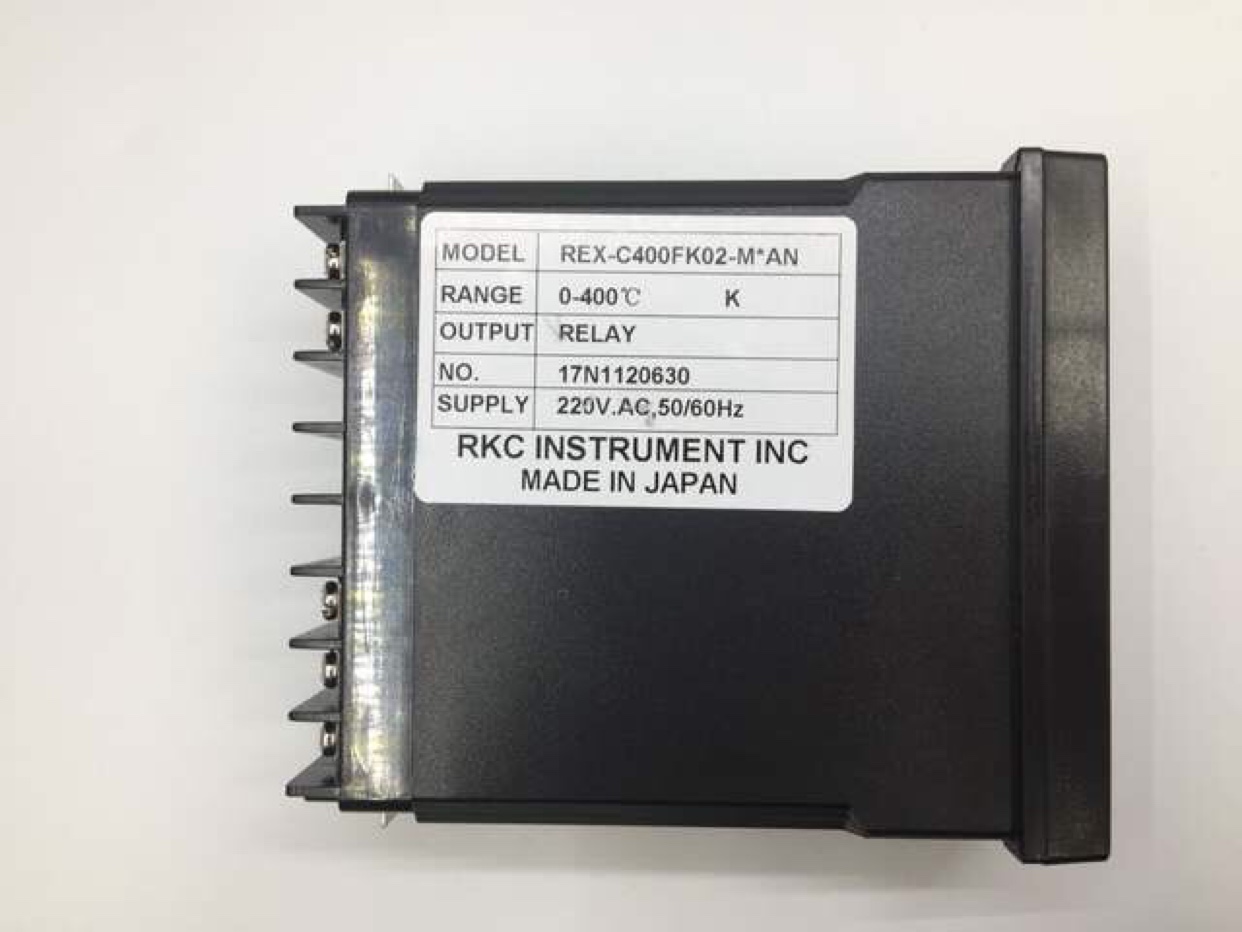 MODEL REX-C400FK02-M*AN
RANGE 0-400℃ K
OUTPUT RELAY
NO. 17N1120630
SUPPLY 220V.AC,50/60Hz
RKC INSTRUMENT INC
MADE IN JAPAN